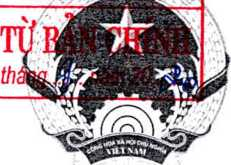 TỪ BẢN CHÍNH
tháng
CỘNG HÒA XÃ HỘI CHỦ NGHĨA
VIỆT NAM